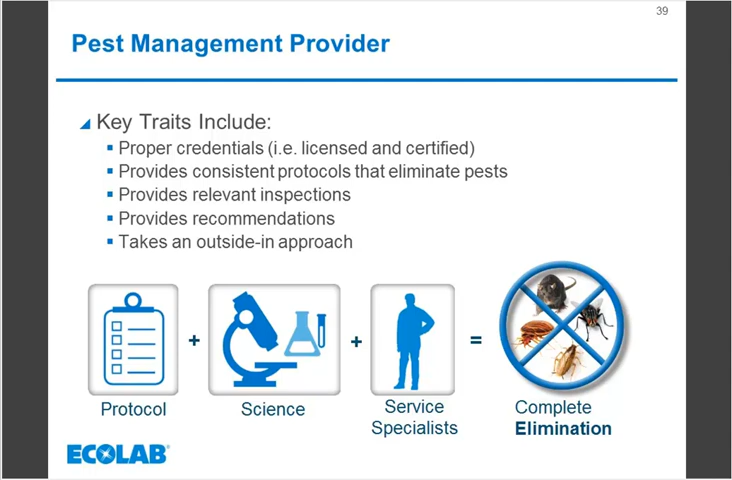 39
Pest Management Provider
Key Traits Include:
Proper credentials (i.e. licensed and certified)
Provides consistent protocols that eliminate pests
Provides relevant inspections
Provides recommendations
Takes an outside-in approach
+ + =
Protocol Science Service Specialists Complete Elimination
ECOLAB®